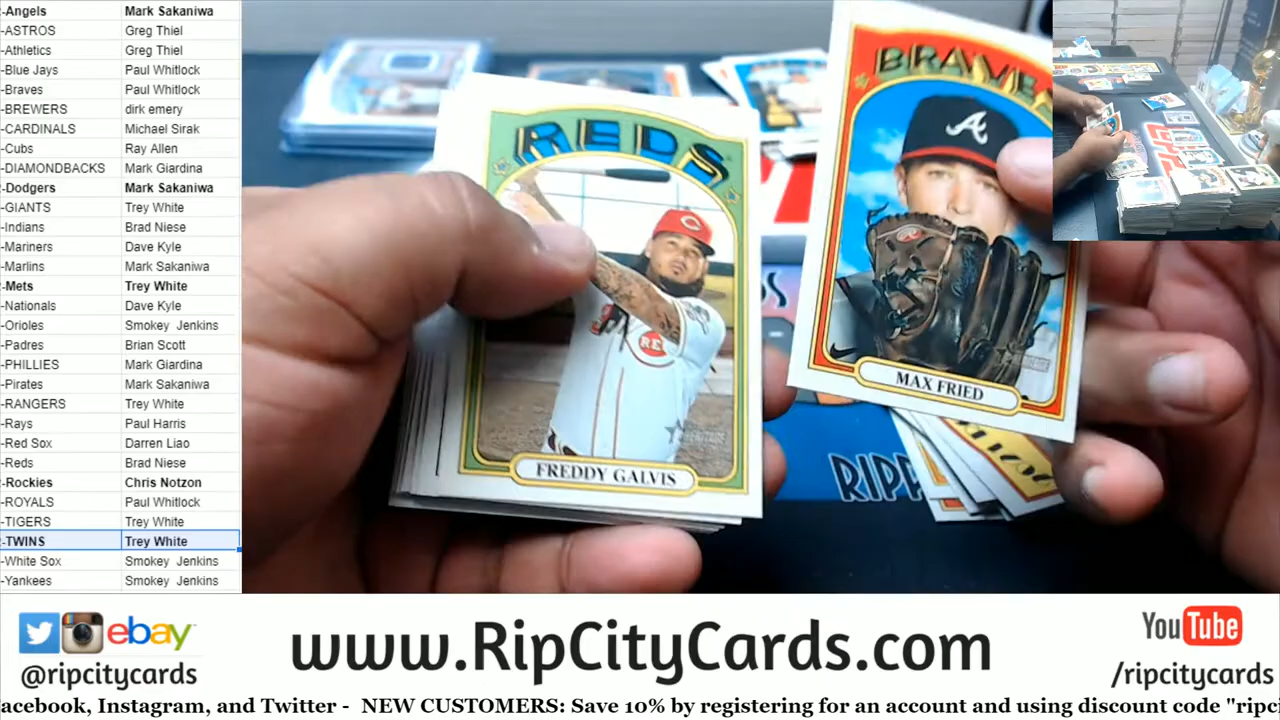 -Angels Mark Sakaniwa
-ASTROS Greg Thiel
-Athletics Greg Thiel
-Blue Jays Paul Whitlock
-Braves Paul Whitlock
-BREWERS dirk emery
-CARDINALS Michael Sirak
-Cubs Ray Allen
-DIAMONDBACKS Mark Giardina
-Dodgers Mark Sakaniwa
-GIANTS Trey White
-Indians Brad Niese
-Mariners Dave Kyle
-Marlins Mark Sakaniwa
-Mets Trey White
-Nationals Dave Kyle
-Orioles Smokey Jenkins
-Padres Brian Scott
-PHILLIES Mark Giardina
-Pirates Mark Sakaniwa
-RANGERS Trey White
-Rays Paul Harris
-Red Sox Darren Liao
-Reds Brad Niese
-Rockies Chris Notzon
-ROYALS Paul Whitlock
-TIGERS Trey White
-TWINS Trey White
-White Sox Smokey Jenkins
-Yankees Smokey Jenkins
REDS
REDS
FREDDY GALVIS
BRAVES
A
MAX FRIED
RIPP
ebay
@ripcitycards
www.RipCityCards.com
YouTube
/ripcitycards
acebook, Instagram, and Twitter - NEW CUSTOMERS: Save 10% by registering for an account and using discount code "ripc